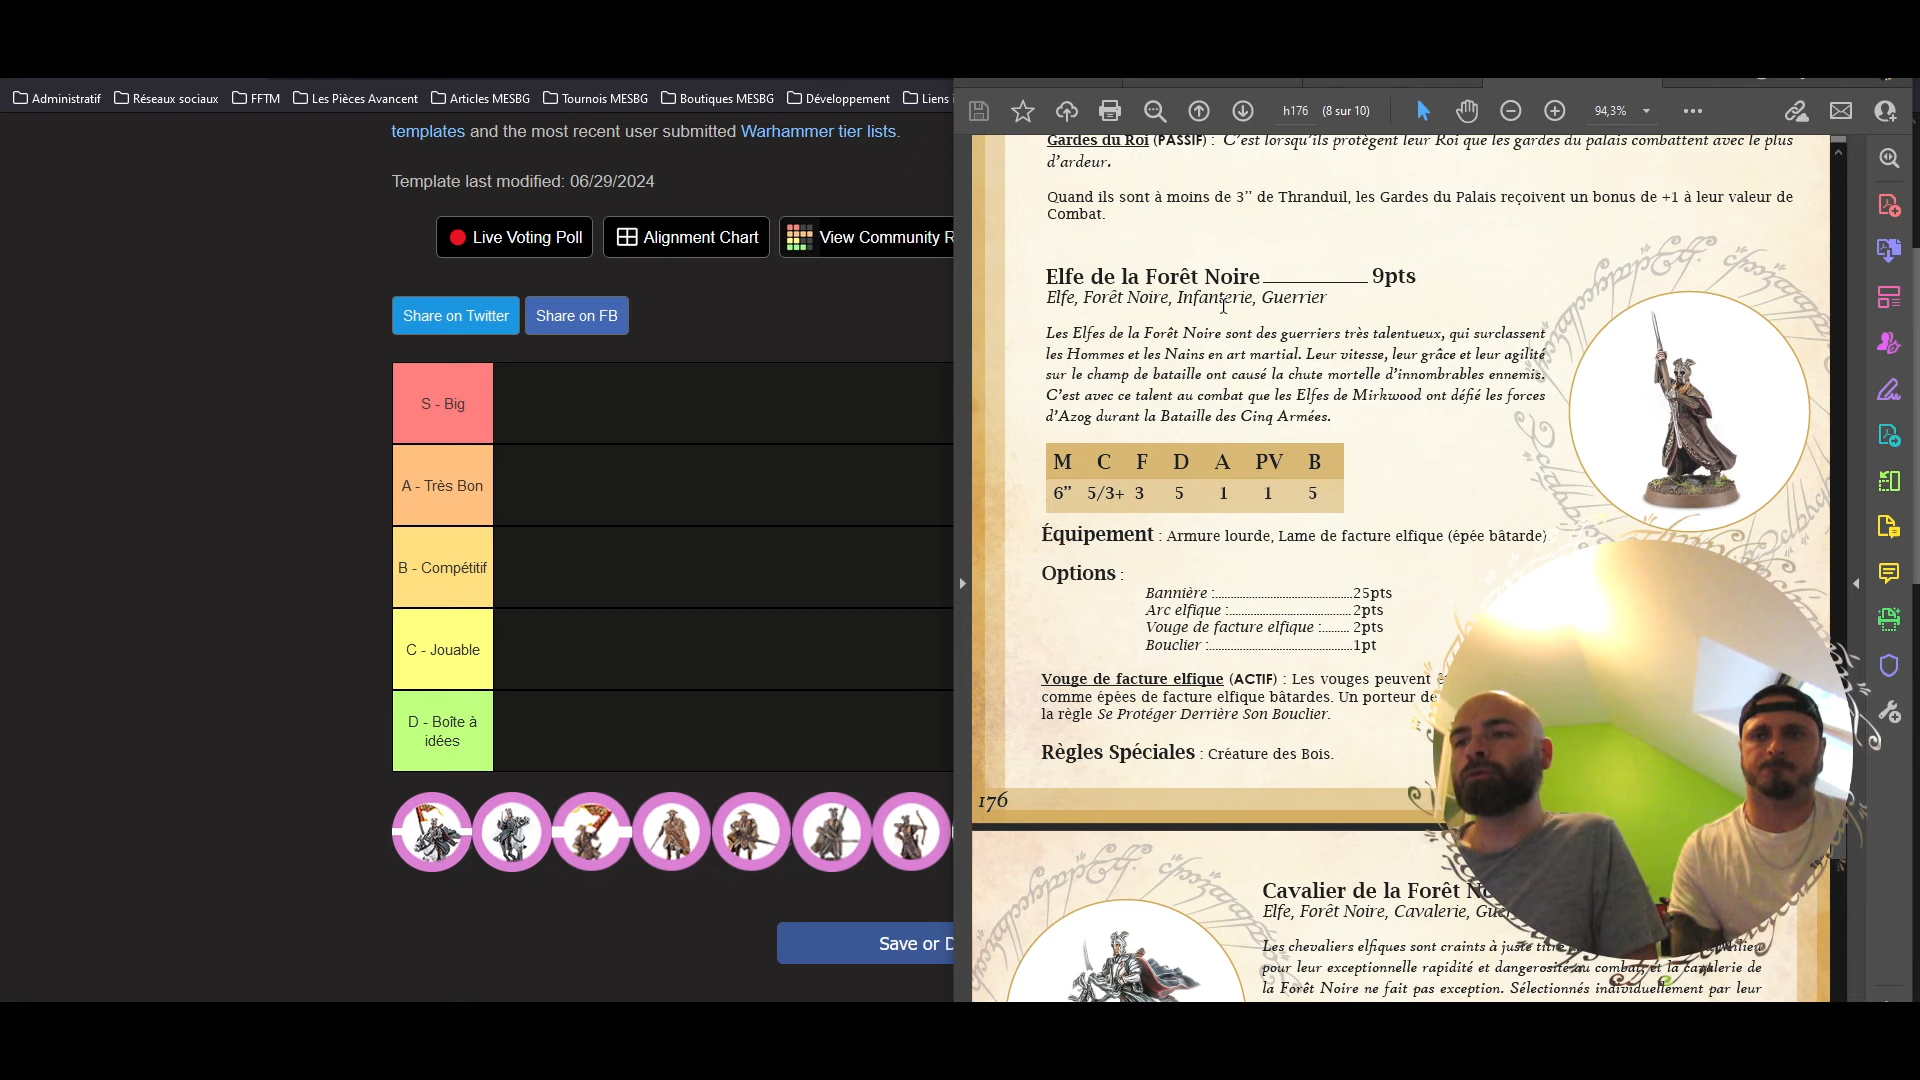 Administratif
Réseaux sociaux
FFTM
Les Pièces Avancent
Articles MESBG
Tournois MESBG
Boutiques MESBG
Développement
Liens
templates and the most recent user submitted Warhammer tier lists.
Template last modified: 06/29/2024
Live Voting Poll
Alignment Chart
View Community R
Share on Twitter
Share on FB
S - Big
A - Très Bon
B - Compétitif
C - Jouable
D - Boîte à
idées
Save or D
h176 (8 sur 10)
94,3%
Gardes du Roi (PASSIF) : C'est lorsqu'ils protègent leur Roi que les gardes du palais combattent avec le plus
d'ardeur.
Quand ils sont à moins de 3'' de Thranduil, les Gardes du Palais reçoivent un bonus de +1 à leur valeur de
Combat.
Elfe de la Forêt Noire 9pts
Elfe, Forêt Noire, Infanterie, Guerrier
Les Elfes de la Forêt Noire sont des guerriers très talentueux, qui surclassent
les Hommes et les Nains en art martial. Leur vitesse, leur grâce et leur agilité
sur le champ de bataille ont causé la chute mortelle d'innombrables ennemis.
C'est avec ce talent au combat que les Elfes de Mirkwood ont défié les forces
d'Azog durant la Bataille des Cinq Armées.
M C F D A PV B
6" 5/3+ 3 5 1 1 5
Équipement : Armure lourde, Lame de facture elfique (épée bâtarde)
Options :
Bannière :..........25pts
Arc elfique :..........2pts
Vouge de facture elfique :.......... 2pts
Bouclier :..........1pt
Vouge de facture elfique (ACTIF) : Les vouges peuvent
comme épées de facture elfique bâtardes. Un porteur de
la règle Se Protéger Derrière Son Bouclier.
Règles Spéciales : Créature des Bois.
176
Cavalier de la Forêt
Elfe, Forêt Noire, Cavalerie,
Les chevaliers elfiques sont craints à juste
pour leur exceptionnelle rapidité et dangerosité au combat, et la cavalerie de
la Forêt Noire ne fait pas exception. Sélectionnés individuellement par leur